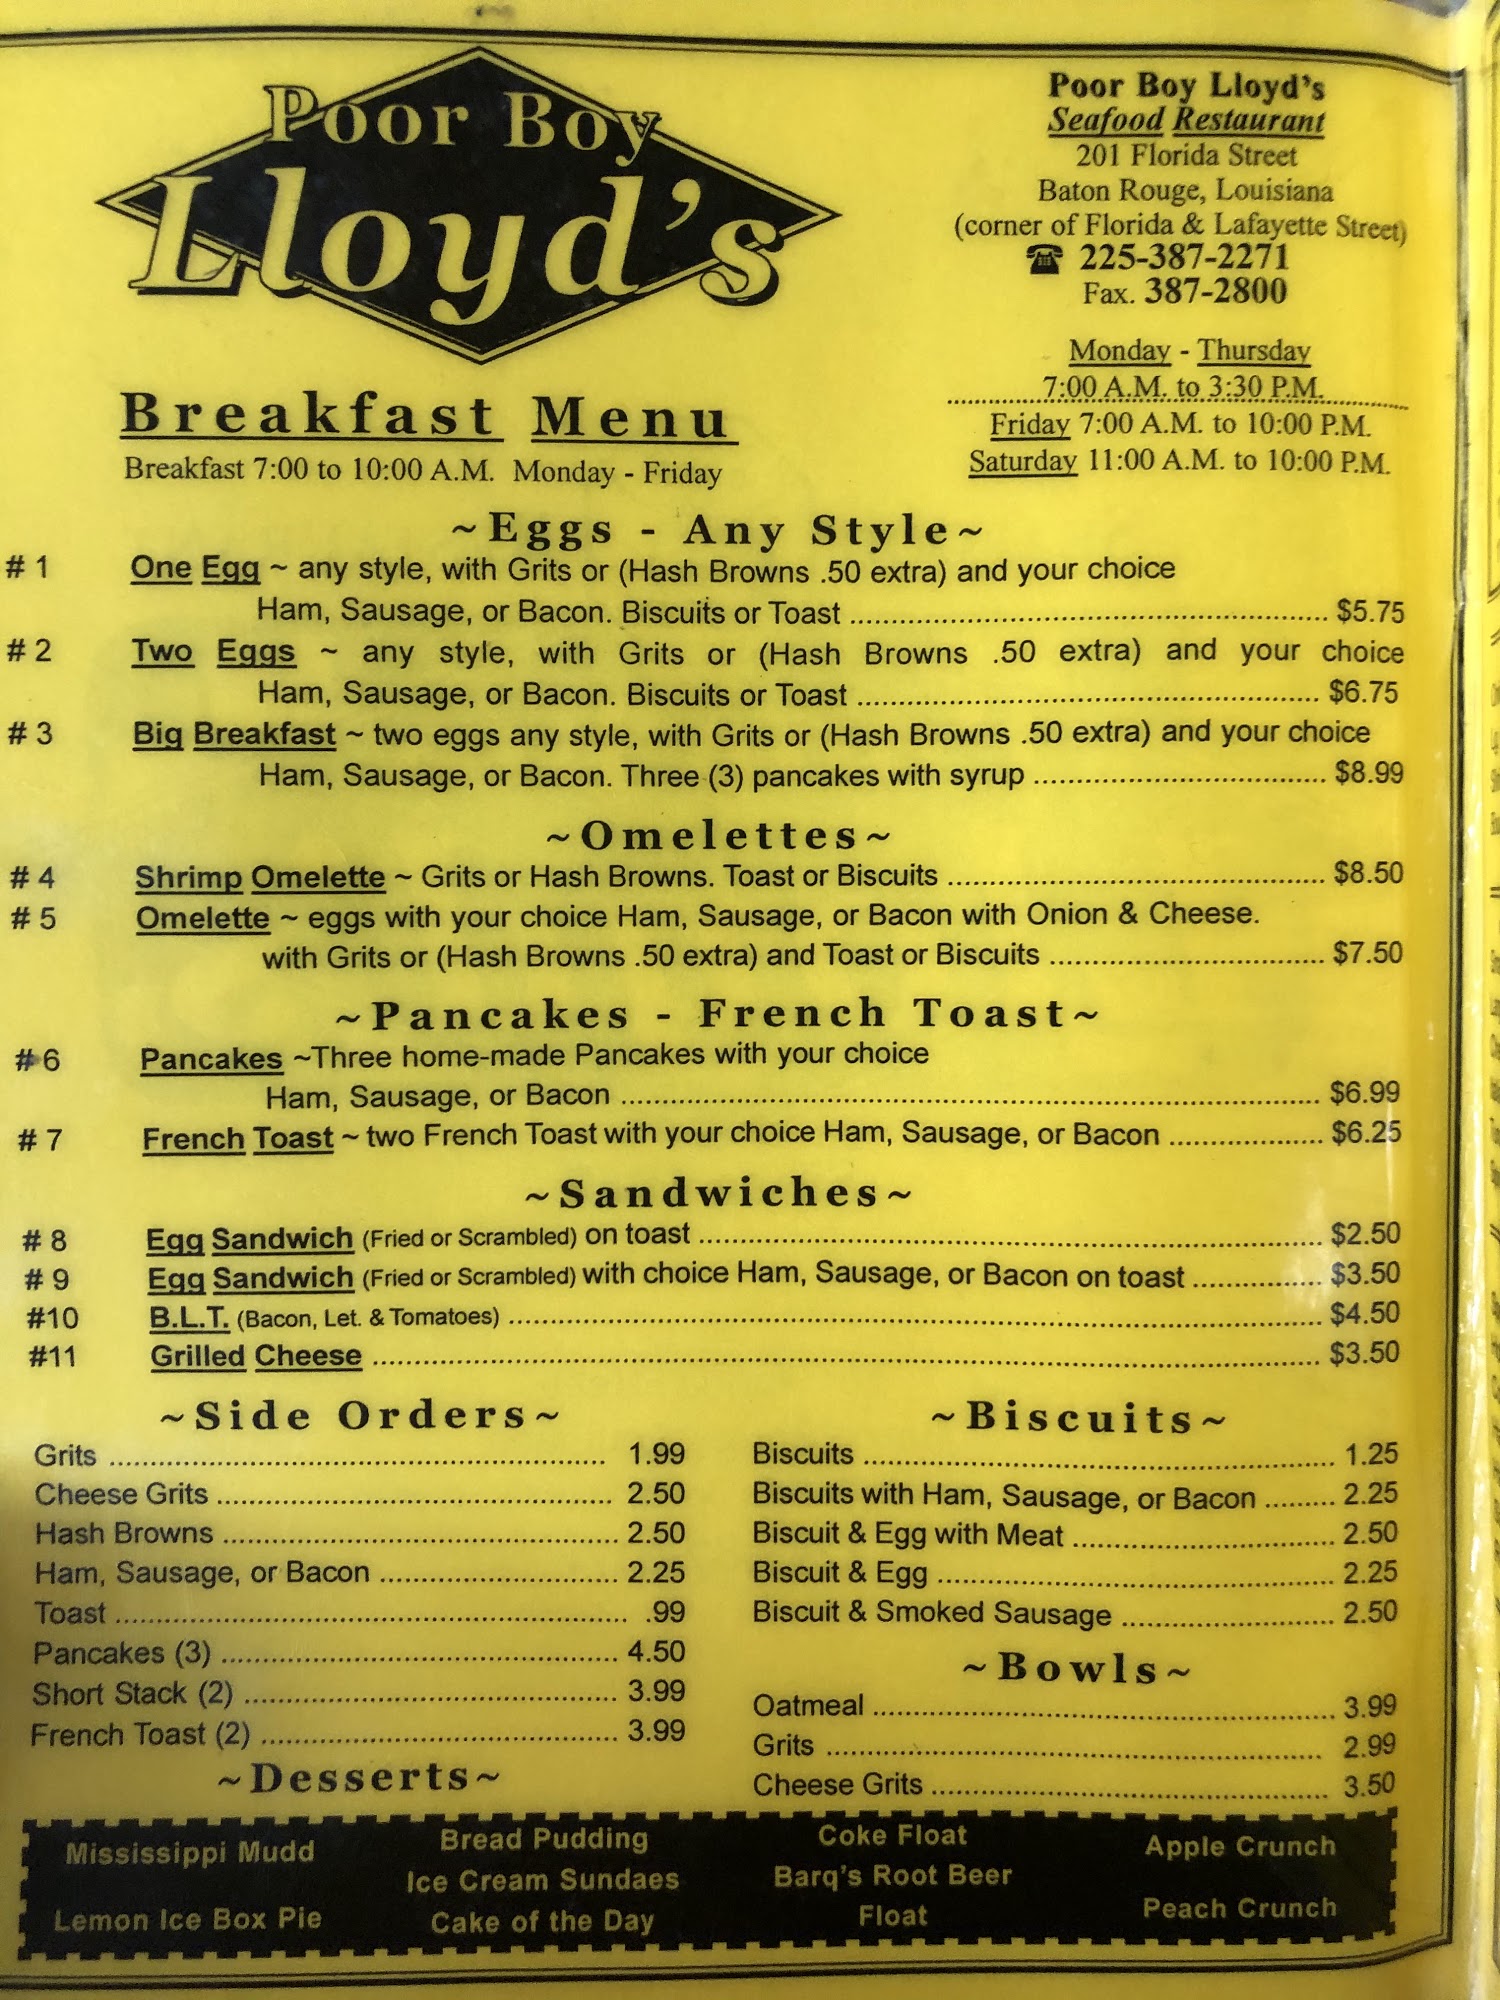 Poor Boy
Lloyd's
Poor Boy Lloyd's
Seafood Restaurant
201 Florida Street
Baton Rouge, Louisiana
(corner of Florida & Lafayette Street)
☎ 225-387-2271
Fax. 387-2800
Monday - Thursday
7:00 A.M. to 3:30 P.M.
Friday 7:00 A.M. to 10:00 P.M.
Saturday 11:00 A.M. to 10:00 P.M.
Breakfast Menu
Breakfast 7:00 to 10:00 A.M. Monday - Friday
~Eggs - Any Style~
# 1 One Egg ~ any style, with Grits or (Hash Browns .50 extra) and your choice
Ham, Sausage, or Bacon. Biscuits or Toast ........ $5.75
# 2 Two Eggs ~ any style, with Grits or (Hash Browns .50 extra) and your choice
Ham, Sausage, or Bacon. Biscuits or Toast ........ $6.75
# 3 Big Breakfast ~ two eggs any style, with Grits or (Hash Browns .50 extra) and your choice
Ham, Sausage, or Bacon. Three (3) pancakes with syrup ........ $8.99
~Omelettes~
# 4 Shrimp Omelette ~ Grits or Hash Browns. Toast or Biscuits ........ $8.50
# 5 Omelette ~ eggs with your choice Ham, Sausage, or Bacon with Onion & Cheese.
with Grits or (Hash Browns .50 extra) and Toast or Biscuits ........ $7.50
~Pancakes - French Toast~
# 6 Pancakes ~Three home-made Pancakes with your choice
Ham, Sausage, or Bacon ........ $6.99
# 7 French Toast ~ two French Toast with your choice Ham, Sausage, or Bacon ........ $6.25
~Sandwiches~
# 8 Egg Sandwich (Fried or Scrambled) on toast ........ $2.50
# 9 Egg Sandwich (Fried or Scrambled) with choice Ham, Sausage, or Bacon on toast ........ $3.50
#10 B.L.T. (Bacon, Let. & Tomatoes) ........ $4.50
#11 Grilled Cheese ........ $3.50
~Side Orders~
Grits ........ 1.99
Cheese Grits ........ 2.50
Hash Browns ........ 2.50
Ham, Sausage, or Bacon ........ 2.25
Toast ........ .99
Pancakes (3) ........ 4.50
Short Stack (2) ........ 3.99
French Toast (2) ........ 3.99
~Biscuits~
Biscuits ........ 1.25
Biscuits with Ham, Sausage, or Bacon ........ 2.25
Biscuit & Egg with Meat ........ 2.50
Biscuit & Egg ........ 2.25
Biscuit & Smoked Sausage ........ 2.50
~Bowls~
Oatmeal ........ 3.99
Grits ........ 2.99
Cheese Grits ........ 3.50
~Desserts~
Mississippi Mudd
Lemon Ice Box Pie
Bread Pudding
Ice Cream Sundaes
Cake of the Day
Coke Float
Barq's Root Beer
Float
Apple Crunch
Peach Crunch